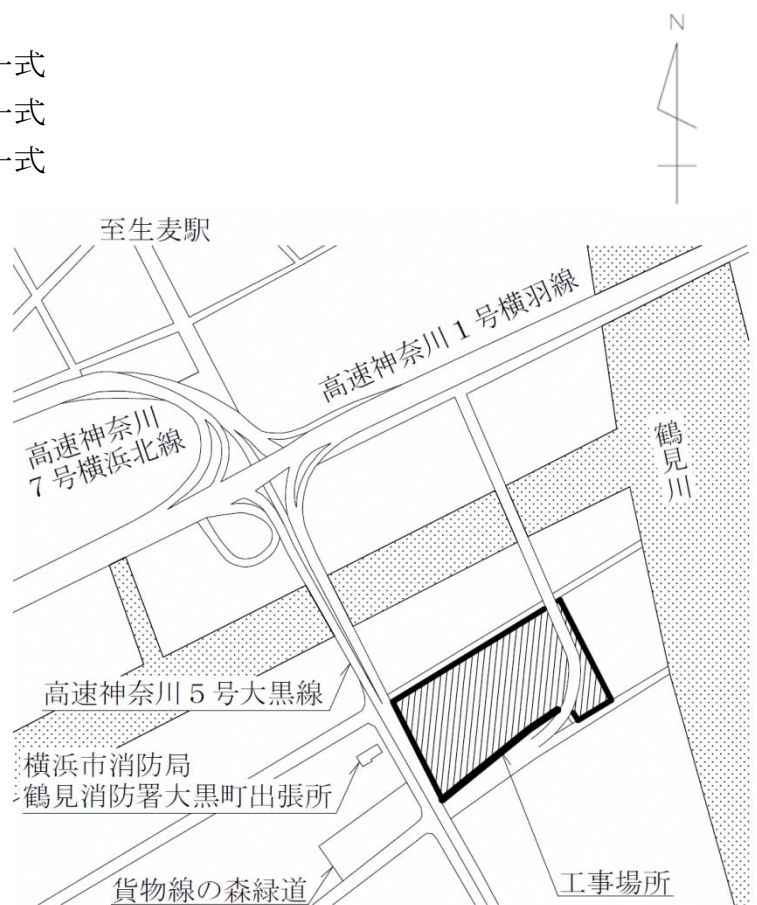 N
一式
一式
一式
至生麦駅
高速神奈川1号横羽線
高速神奈川
7号横浜北線
鶴見川
高速神奈川5号大黒線
横浜市消防局
鶴見消防署大黒町出張所
貨物線の森緑道
工事場所